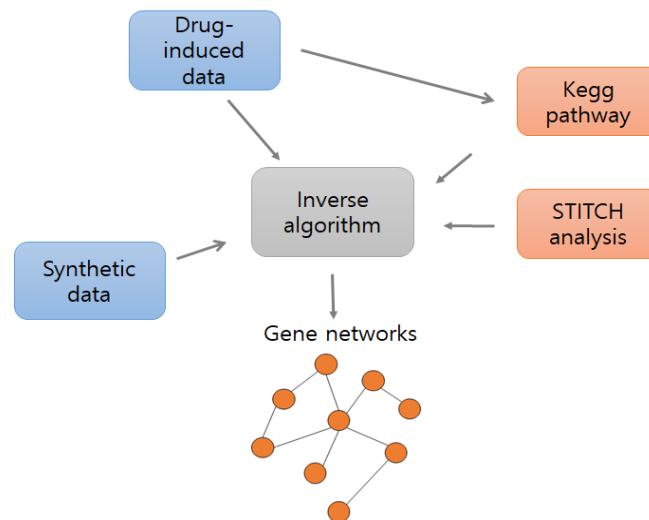 Drug-
induced
data
Kegg
pathway
Inverse
algorithm
STITCH
analysis
Synthetic
data
Gene networks